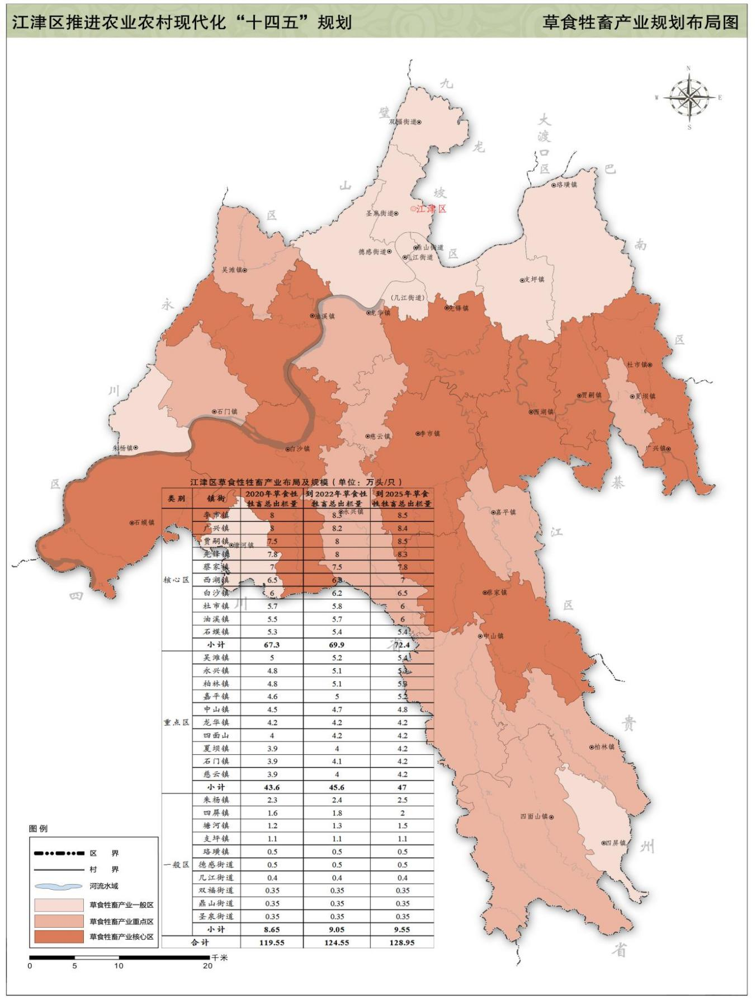 江津区推进农业农村现代化“十四五”规划
草食牲畜产业规划布局图
N
W E
S
九
龙
坡
区
璧
山
区
大
渡
口
区
巴
南
区
永
川
区
綦
江
区
四
川
省
贵
州
省
双福街道
珞璜镇
圣泉街道
江津区
德感街道
鼎山街道
几江街道
吴滩镇
支坪镇
(几江街道)
先锋镇
油溪镇
龙华镇
杜市镇
贾嗣镇
夏坝镇
石门镇
西湖镇
慈云镇
李市镇
朱杨镇
白沙镇
广兴镇
永兴镇
嘉平镇
石蟆镇
塘河镇
蔡家镇
中山镇
柏林镇
四面山镇
四屏镇
江津区草食性牲畜产业布局及规模（单位：万头/只）
类别 镇街 2020年草食性牲畜总出栏量 到2022年草食性牲畜总出栏量 到2025年草食性牲畜总出栏量
核心区
李市镇 8 8.3 8.5
广兴镇 8 8.2 8.4
贾嗣镇 7.5 8 8.5
先锋镇 7.8 8 8.3
蔡家镇 7 7.5 7.8
西湖镇 6.5 6.8 7
白沙镇 6 6.2 6.5
杜市镇 5.7 5.8 6
油溪镇 5.5 5.7 6
石蟆镇 5.3 5.4 5.4
小计 67.3 69.9 72.4
重点区
吴滩镇 5 5.2 5.4
永兴镇 4.8 5.1 5.3
柏林镇 4.8 5.1 5.3
嘉平镇 4.6 5 5.2
中山镇 4.5 4.7 4.8
龙华镇 4.2 4.2 4.2
四面山 4 4.2 4.2
夏坝镇 3.9 4 4.2
石门镇 3.9 4.1 4.2
慈云镇 3.9 4 4.2
小计 43.6 45.6 47
一般区
朱杨镇 2.3 2.4 2.5
四屏镇 1.6 1.8 2
塘河镇 1.2 1.3 1.5
支坪镇 1.1 1.1 1.1
珞璜镇 0.5 0.5 0.5
德感街道 0.5 0.5 0.5
几江街道 0.4 0.4 0.4
双福街道 0.35 0.35 0.35
鼎山街道 0.35 0.35 0.35
圣泉街道 0.35 0.35 0.35
小计 8.65 9.05 9.55
合计 119.55 124.55 128.95
图例
区 界
村 界
河流水域
草食牲畜产业一般区
草食牲畜产业重点区
草食牲畜产业核心区
千米
0 5 10 20